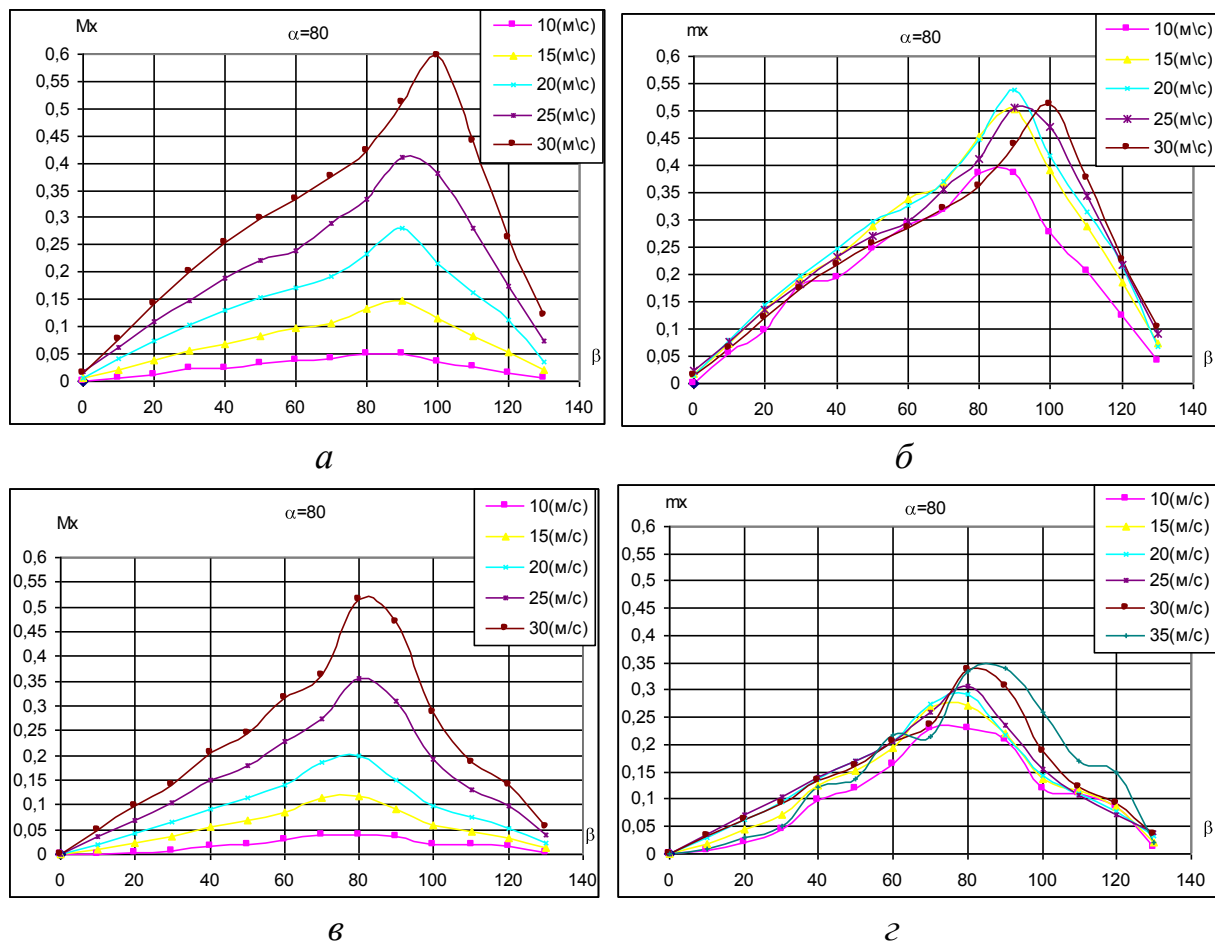 Mx
α=80
10(м\с)
15(м\с)
20(м\с)
25(м\с)
30(м\с)
0,6
0,55
0,5
0,45
0,4
0,35
0,3
0,25
0,2
0,15
0,1
0,05
0
β
0 20 40 60 80 100 120 140
а
mx
α=80
10(м\с)
15(м\с)
20(м\с)
25(м\с)
30(м\с)
0,6
0,55
0,5
0,45
0,4
0,35
0,3
0,25
0,2
0,15
0,1
0,05
0
β
0 20 40 60 80 100 120 140
б
Mx
α=80
10(м/с)
15(м/с)
20(м/с)
25(м/с)
30(м/с)
0,6
0,55
0,5
0,45
0,4
0,35
0,3
0,25
0,2
0,15
0,1
0,05
0
β
0 20 40 60 80 100 120 140
в
mx
α=80
10(м/с)
15(м/с)
20(м/с)
25(м/с)
30(м/с)
35(м/с)
0,6
0,55
0,5
0,45
0,4
0,35
0,3
0,25
0,2
0,15
0,1
0,05
0
β
0 20 40 60 80 100 120 140
г